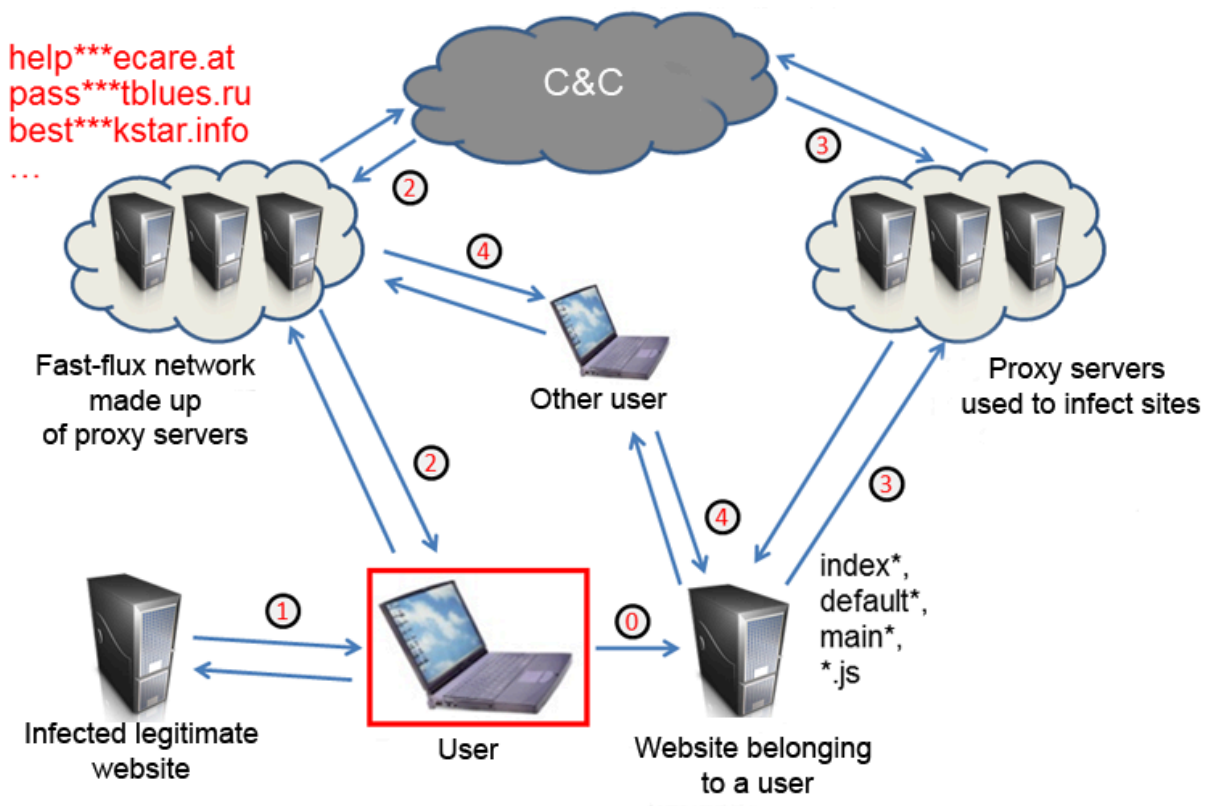 help***ecare.at
pass***tblues.ru
best***kstar.info
...
C&C
3
2
4
Fast-flux network
made up
of proxy servers
Other user
Proxy servers
used to infect sites
2
3
4
index*,
default*,
main*,
*.js
1
0
Infected legitimate
website
User
Website belonging
to a user